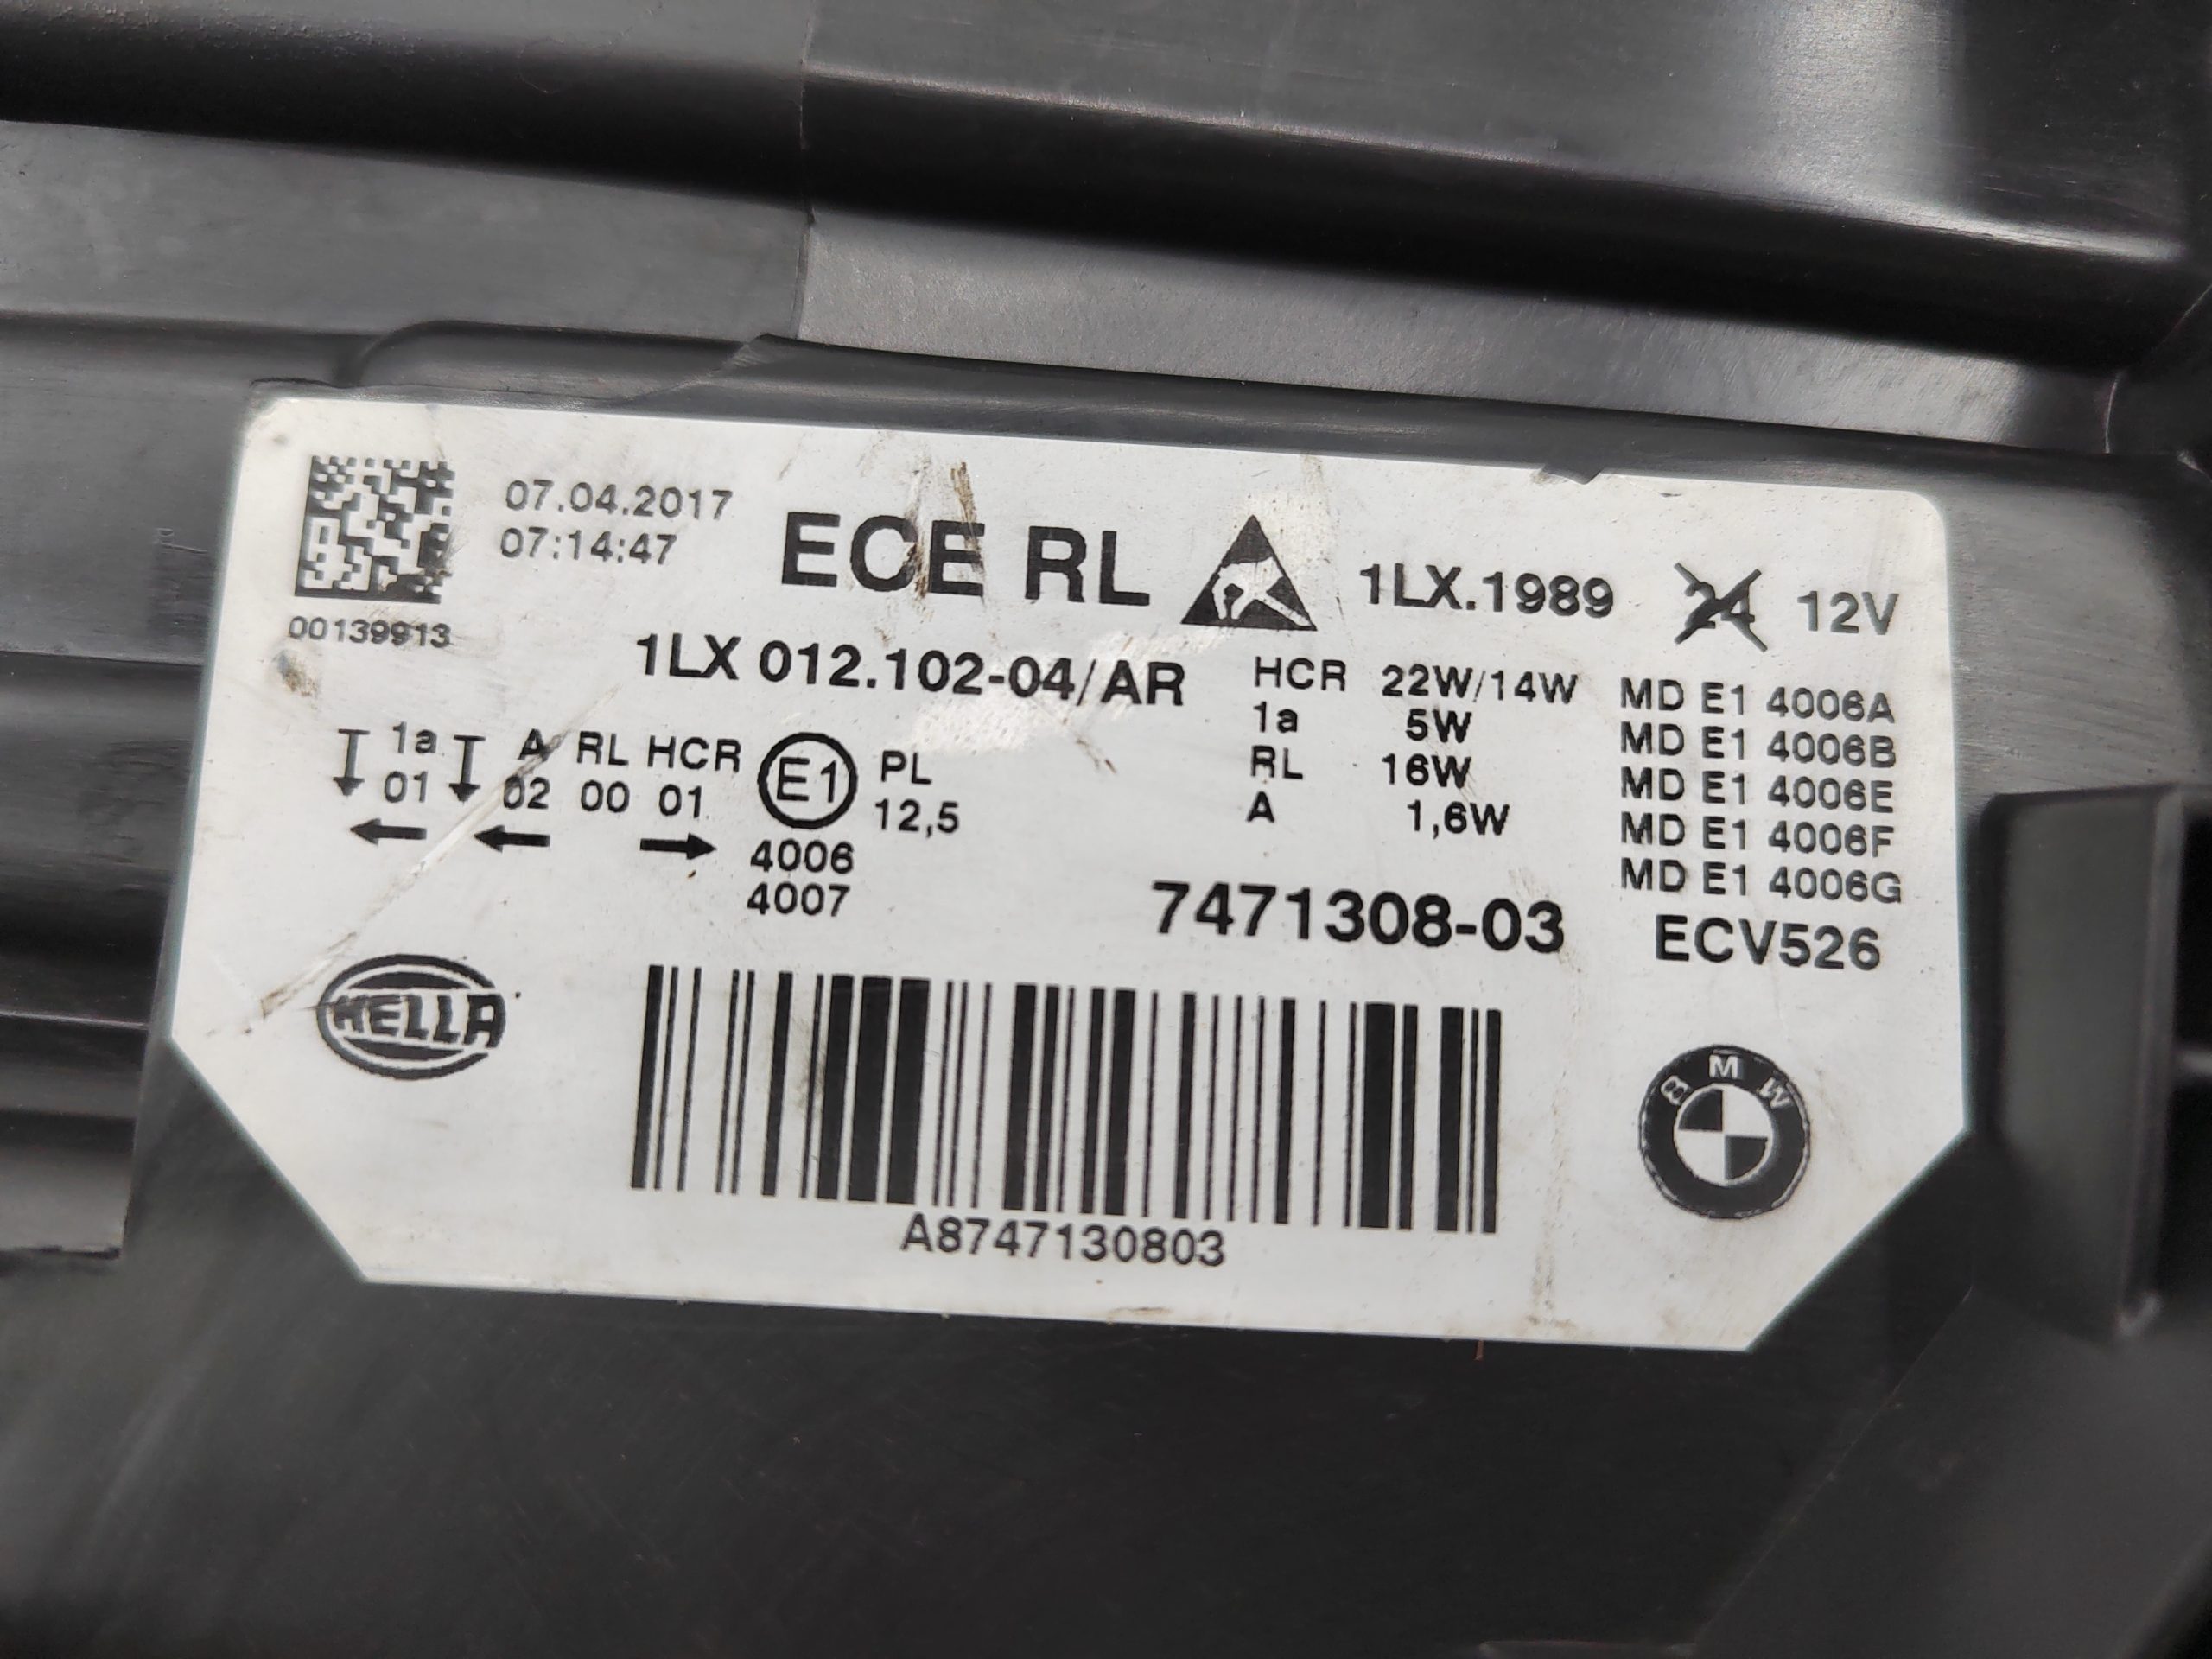 07.04.2017
07:14:47
00139913
ECE RL
1LX.1989
24 12V
1LX 012.102-04/AR
HCR 22W/14W
1a 5W
RL 16W
A 1,6W
MD E1 4006A
MD E1 4006B
MD E1 4006E
MD E1 4006F
MD E1 4006G
1a A RL HCR E1 PL
01 02 00 01 12,5
4006
4007
7471308-03
ECV526
HELLA
BMW
A8747130803